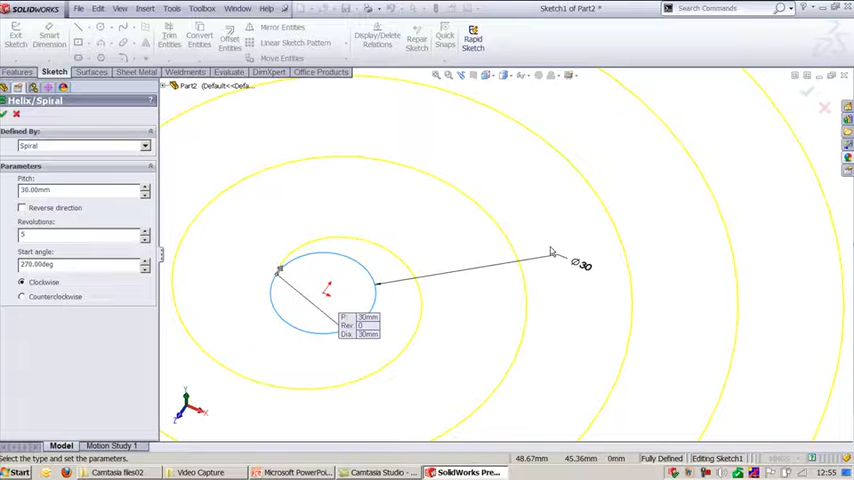 SOLIDWORKS File Edit View Insert Tools Toolbox Window Help Sketch1 of Part2 * Search Commands
Exit Sketch
Smart Dimension
Trim Entities
Convert Entities
Offset Entities
Mirror Entities
Linear Sketch Pattern
Move Entities
Display/Delete Relations
Repair Sketch
Quick Snaps
Rapid Sketch
Features Sketch Surfaces Sheet Metal Weldments Evaluate DimXpert Office Products
Part2 (Default<<Defa...
Helix/Spiral ?
Defined By:
Spiral
Parameters
Pitch:
30.00mm
Reverse direction
Revolutions:
5
Start angle:
270.00deg
Clockwise
Counterclockwise
Ø30
P: 30mm
Rev: 0
Dia: 30mm
Y
X
Z
Model Motion Study 1
Select the type, and set the parameters. 48.67mm 45.36mm 0mm Fully Defined Editing Sketch1
Start Camtasia files02 Video Capture Microsoft PowerPoi... Camtasia Studio - ... SolidWorks Pre... 12:55